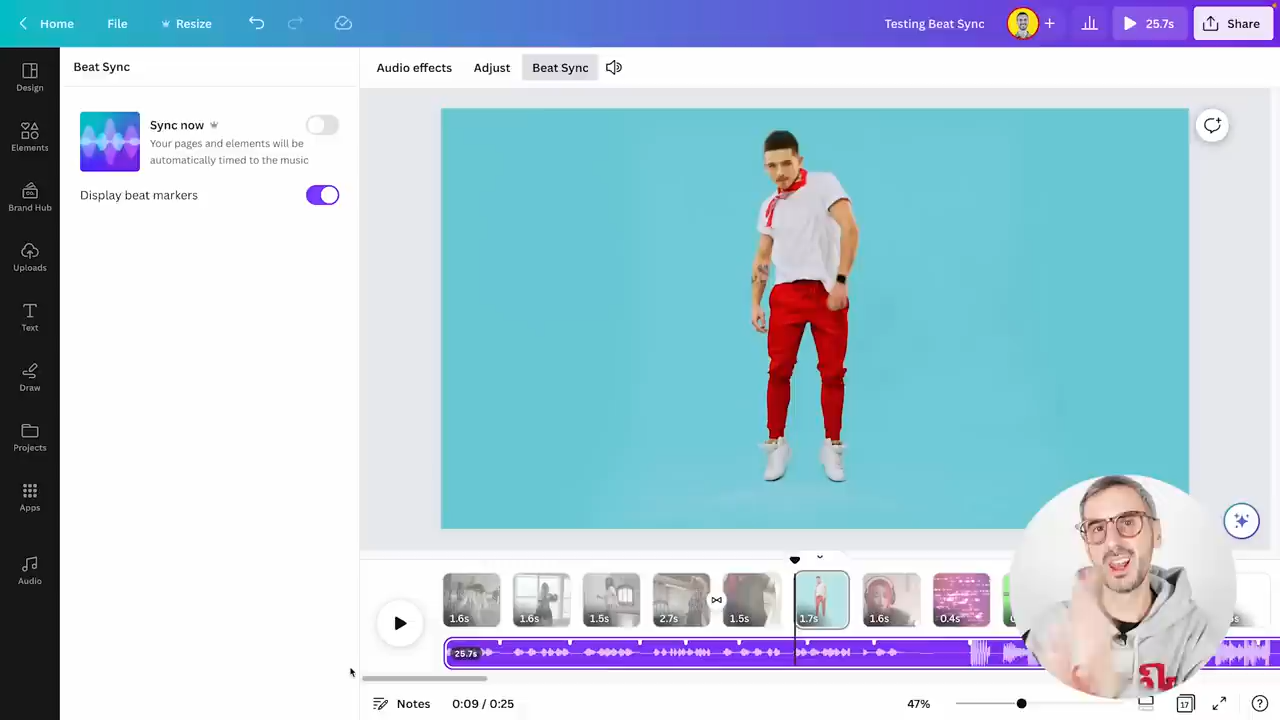 Home
File
Resize
Testing Beat Sync
25.7s
Share
Design
Elements
Brand Hub
Uploads
Text
Draw
Projects
Apps
Audio
Beat Sync
Sync now
Your pages and elements will be
automatically timed to the music
Display beat markers
Audio effects
Adjust
Beat Sync
1.6s
1.6s
1.5s
2.7s
1.5s
1.7s
1.6s
0.4s
25.7s
Notes
0:09 / 0:25
47%
17